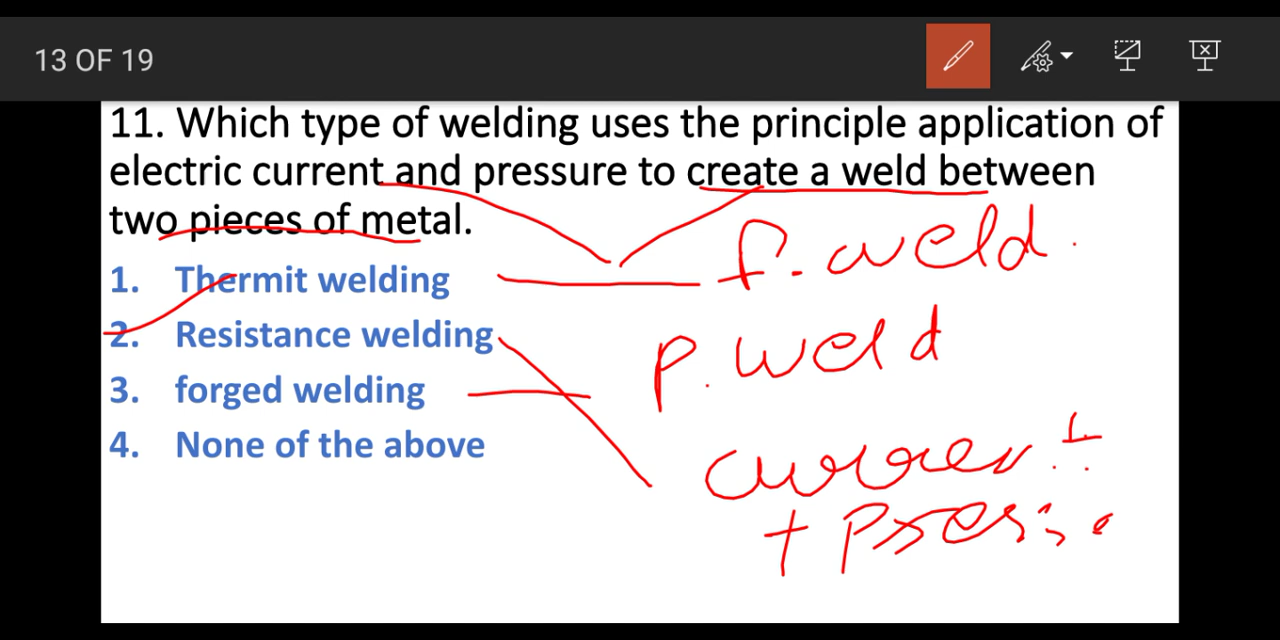 13 OF 19
11. Which type of welding uses the principle application of
electric current and pressure to create a weld between
two pieces of metal.
1. Thermit welding
f. weld.
2. Resistance welding
p. weld
3. forged welding
4. None of the above
current
+